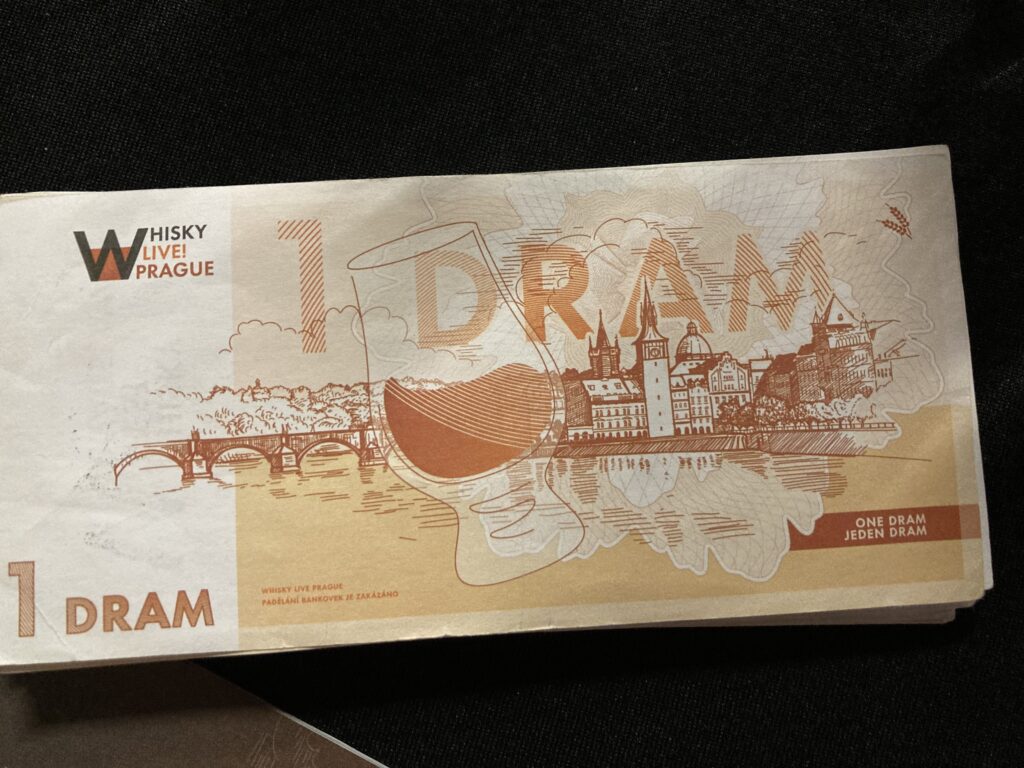 WHISKY
LIVE!
PRAGUE
1 DRAM
ONE DRAM
JEDEN DRAM
WHISKY LIVE PRAGUE
PADĚLÁNÍ BANKOVEK JE ZAKÁZÁNO
1 DRAM